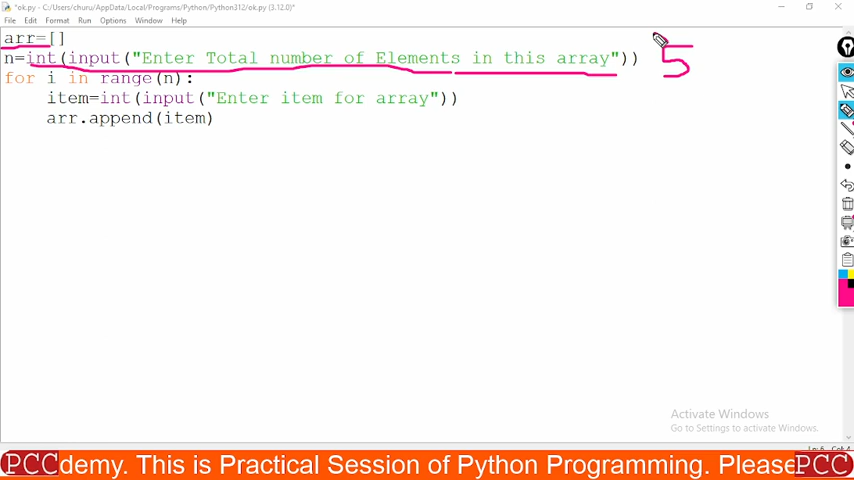 *ok.py - C:/Users/churu/AppData/Local/Programs/Python/Python312/ok.py (3.12.0)*
File Edit Format Run Options Window Help
arr=[]
n=int(input("Enter Total number of Elements in this array"))
5
for i in range(n):
    item=int(input("Enter item for array"))
    arr.append(item)
Activate Windows
Go to Settings to activate Windows.
PCC demy. This is Practical Session of Python Programming. Please PCC